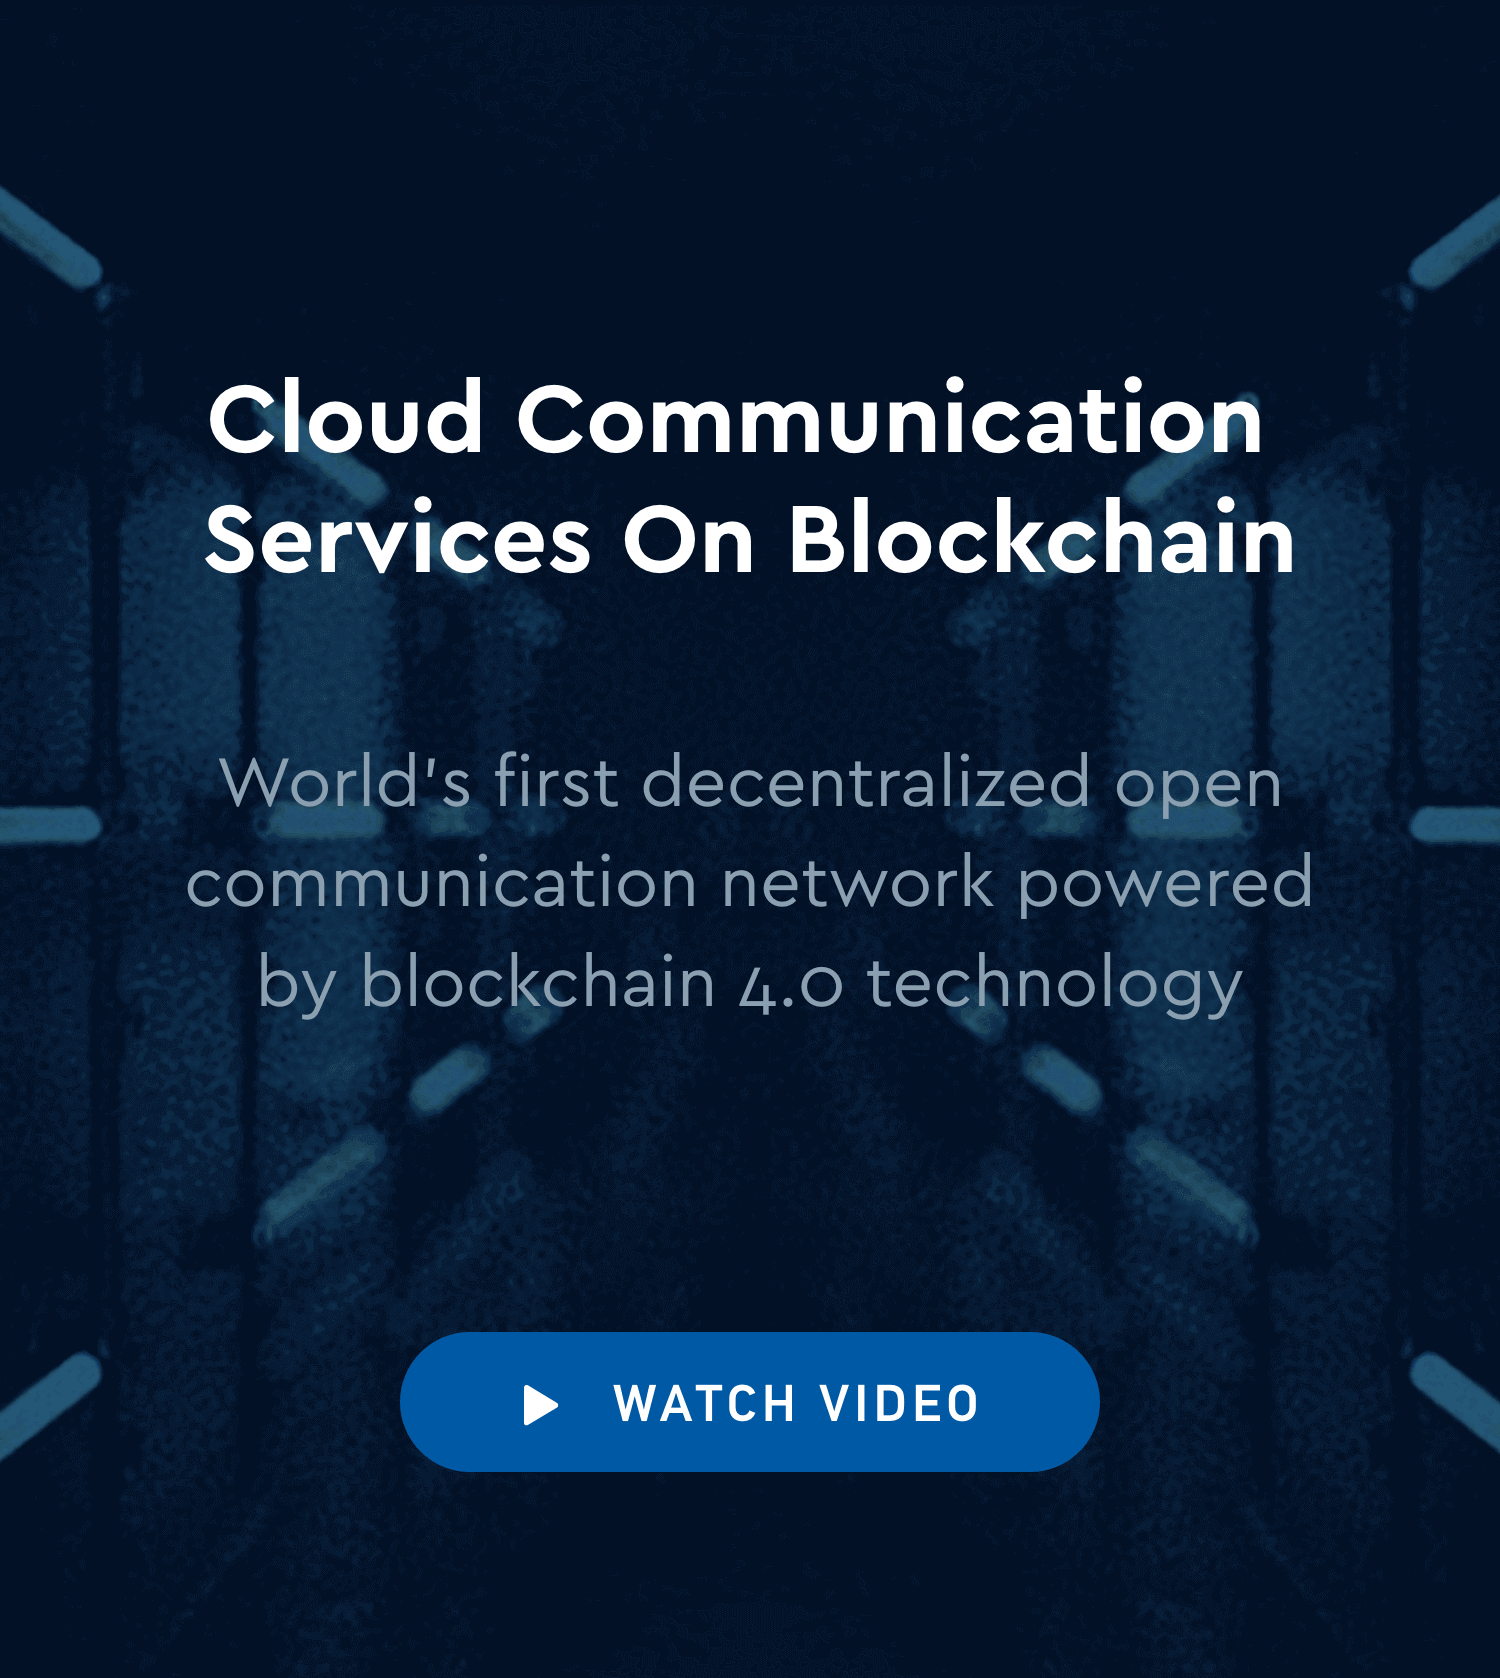 Cloud Communication
Services On Blockchain
World's first decentralized open
communication network powered
by blockchain 4.0 technology
WATCH VIDEO